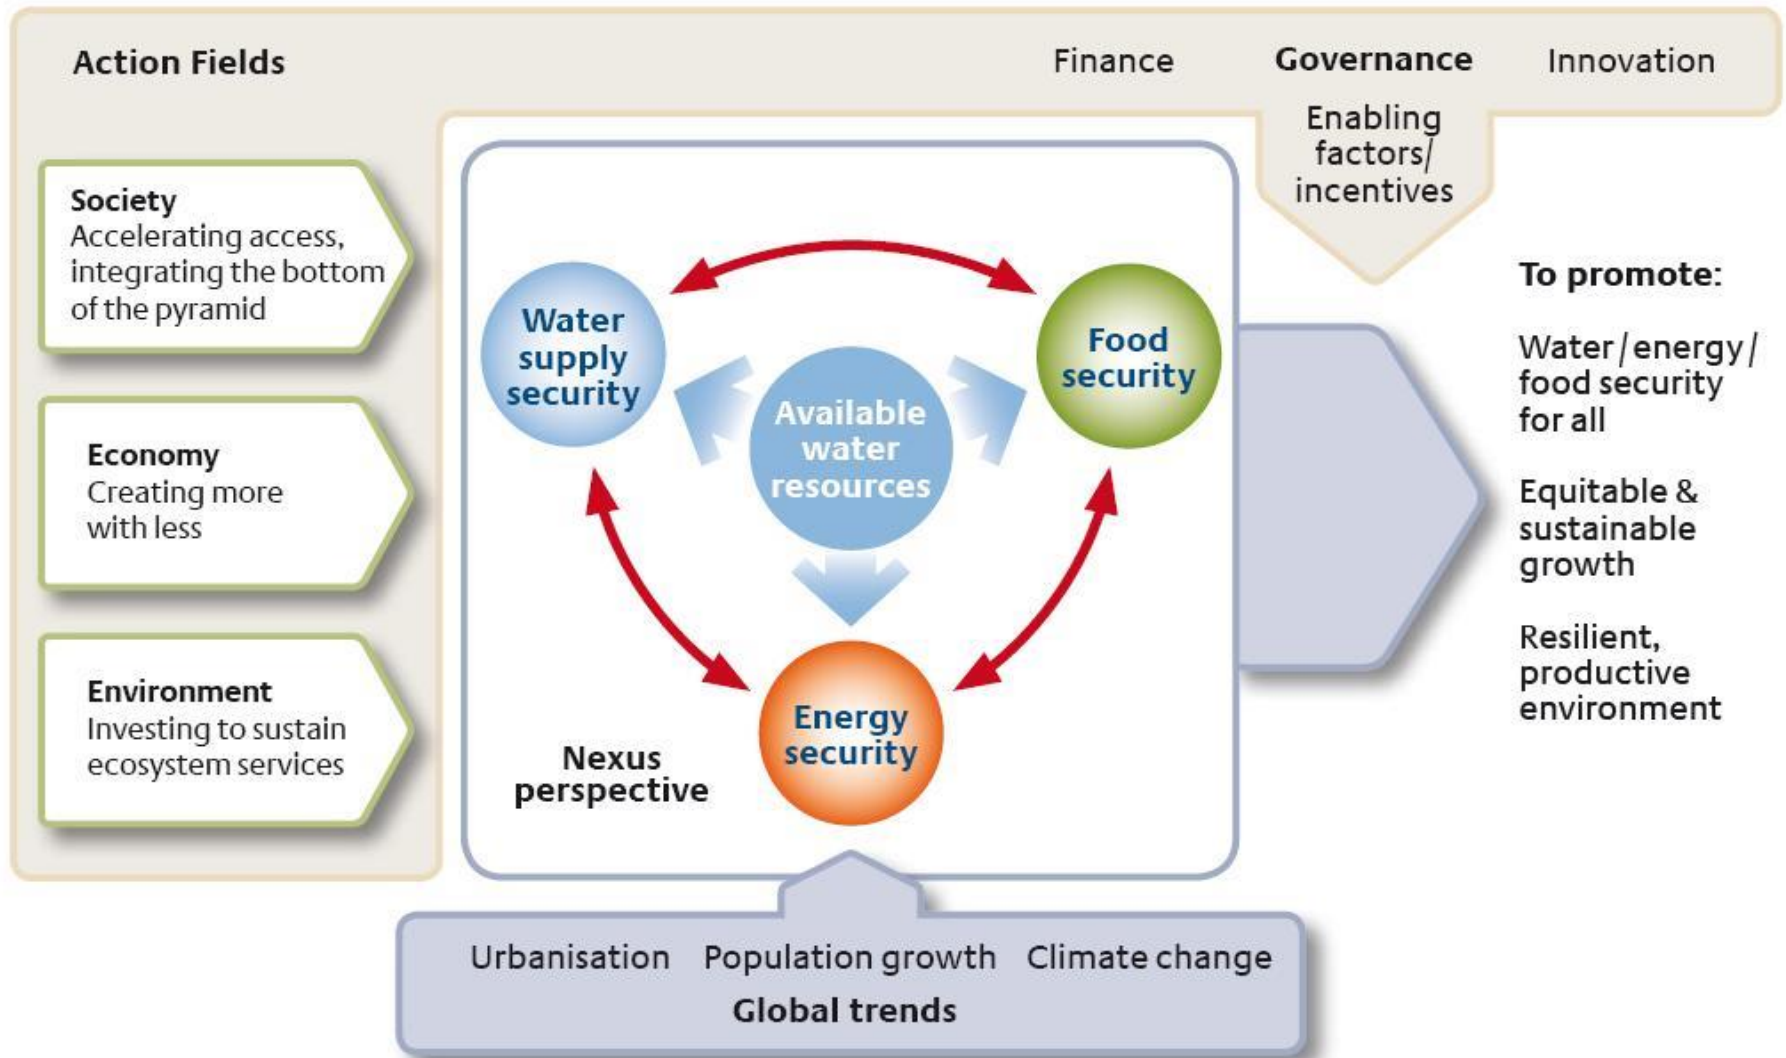 Action Fields
Finance
Governance
Innovation
Enabling
factors/
incentives
Society
Accelerating access,
integrating the bottom
of the pyramid
Economy
Creating more
with less
Environment
Investing to sustain
ecosystem services
Water
supply
security
Food
security
Available
water
resources
Energy
security
Nexus
perspective
To promote:
Water / energy /
food security
for all
Equitable &
sustainable
growth
Resilient,
productive
environment
Urbanisation
Population growth
Climate change
Global trends